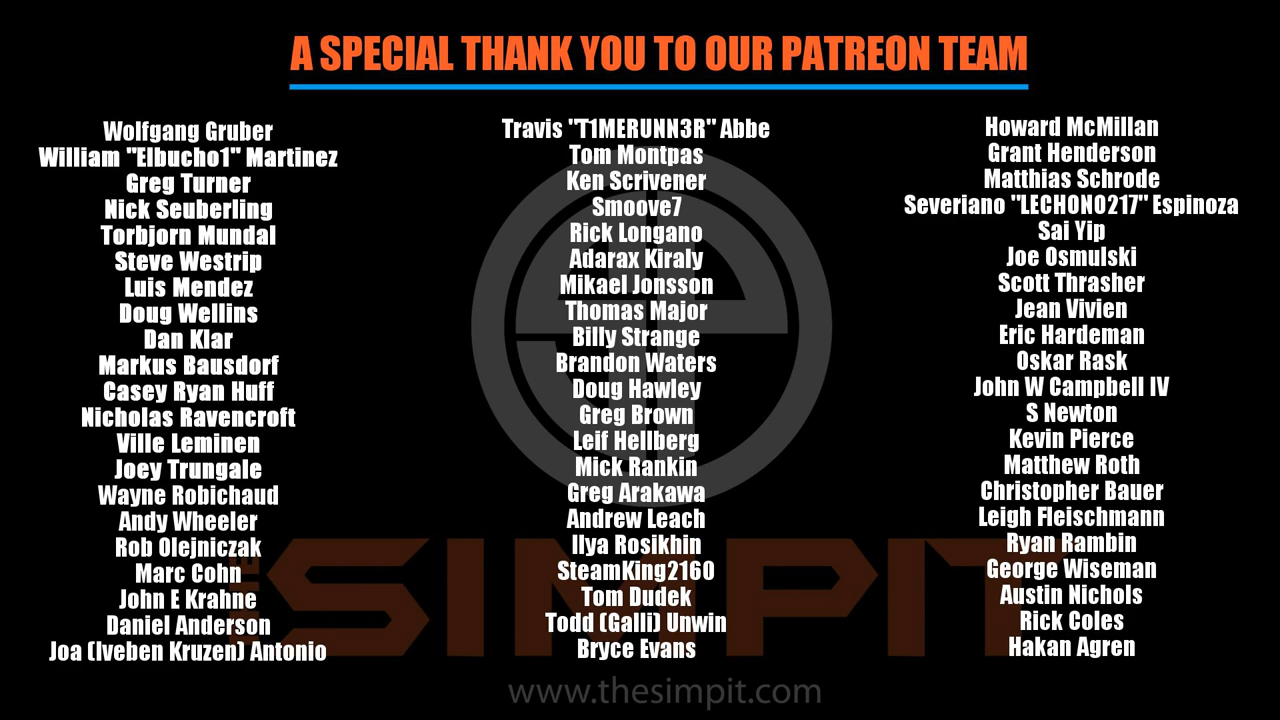 A SPECIAL THANK YOU TO OUR PATREON TEAM
Wolfgang Gruber
William "Elbucho1" Martinez
Greg Turner
Nick Seuberling
Torbjorn Mundal
Steve Westrip
Luis Mendez
Doug Wellins
Dan Klar
Markus Bausdorf
Casey Ryan Huff
Nicholas Ravencroft
Ville Leminen
Joey Trungale
Wayne Robichaud
Andy Wheeler
Rob Olejniczak
Marc Cohn
John E Krahne
Daniel Anderson
Joa (Iveben Kruzen) Antonio
Travis "T1MERUNN3R" Abbe
Tom Montpas
Ken Scrivener
Smoove7
Rick Longano
Adarax Kiraly
Mikael Jonsson
Thomas Major
Billy Strange
Brandon Waters
Doug Hawley
Greg Brown
Leif Hellberg
Mick Rankin
Greg Arakawa
Andrew Leach
Ilya Rosikhin
SteamKing2160
Tom Dudek
Todd (Galli) Unwin
Bryce Evans
Howard McMillan
Grant Henderson
Matthias Schrode
Severiano "LECHONO217" Espinoza
Sai Yip
Joe Osmulski
Scott Thrasher
Jean Vivien
Eric Hardeman
Oskar Rask
John W Campbell IV
S Newton
Kevin Pierce
Matthew Roth
Christopher Bauer
Leigh Fleischmann
Ryan Rambin
George Wiseman
Austin Nichols
Rick Coles
Hakan Agren
THE SIMPIT
www.thesimpit.com